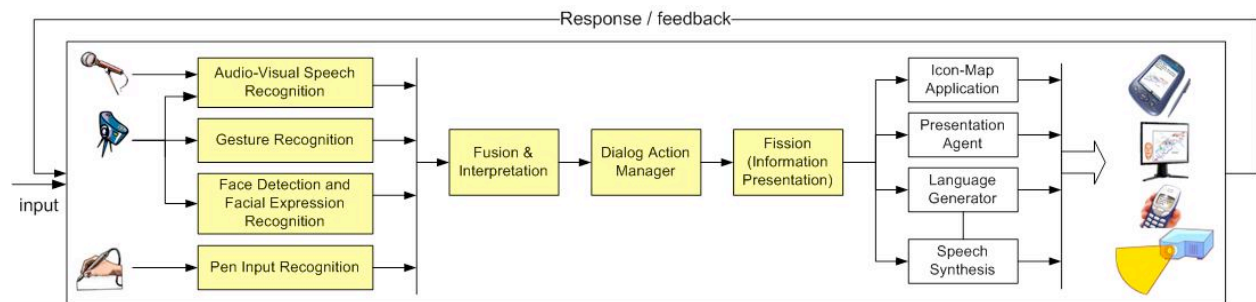 Response / feedback
input
Audio-Visual Speech
Recognition
Gesture Recognition
Face Detection and
Facial Expression
Recognition
Pen Input Recognition
Fusion &
Interpretation
Dialog Action
Manager
Fission
(Information
Presentation)
Icon-Map
Application
Presentation
Agent
Language
Generator
Speech
Synthesis